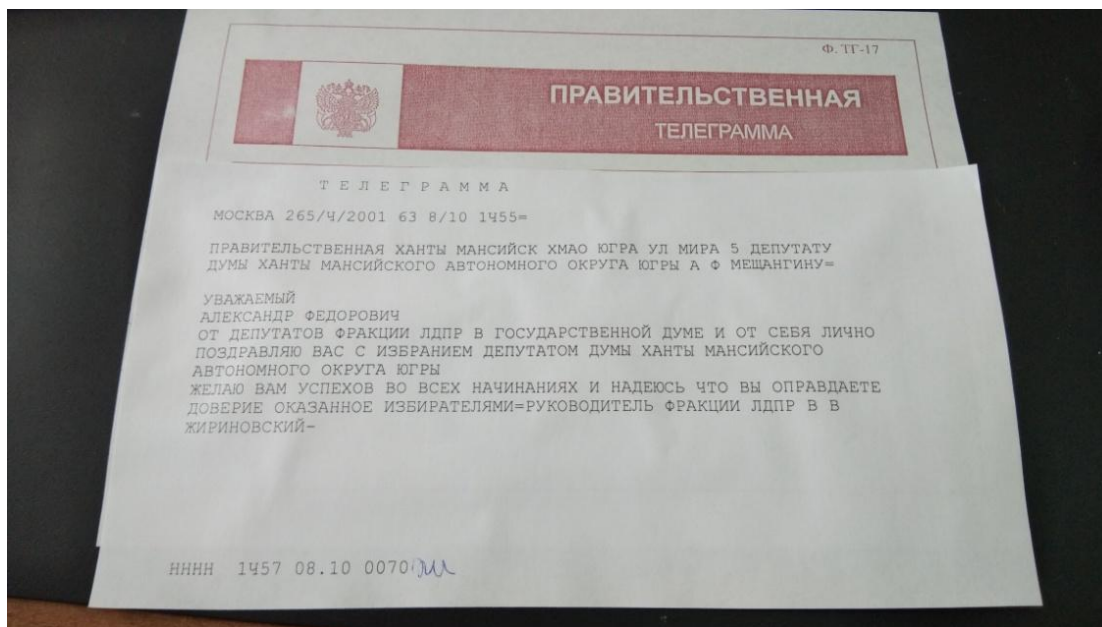 Ф. ТГ-17
ПРАВИТЕЛЬСТВЕННАЯ
ТЕЛЕГРАММА
Т Е Л Е Г Р А М М А
МОСКВА 265/Ч/2001 63 8/10 1Ч55=
ПРАВИТЕЛЬСТВЕННАЯ ХАНТЫ МАНСИЙСК ХМАО ЮГРА УЛ МИРА 5 ДЕПУТАТУ
ДУМЫ ХАНТЫ МАНСИЙСКОГО АВТОНОМНОГО ОКРУГА ЮГРЫ А Ф МЕЩАНГИНУ=
УВАЖАЕМЫЙ
АЛЕКСАНДР ФЕДОРОВИЧ
ОТ ДЕПУТАТОВ ФРАКЦИИ ЛДПР В ГОСУДАРСТВЕННОЙ ДУМЕ И ОТ СЕБЯ ЛИЧНО
ПОЗДРАВЛЯЮ ВАС С ИЗБРАНИЕМ ДЕПУТАТОМ ДУМЫ ХАНТЫ МАНСИЙСКОГО
АВТОНОМНОГО ОКРУГА ЮГРЫ
ЖЕЛАЮ ВАМ УСПЕХОВ ВО ВСЕХ НАЧИНАНИЯХ И НАДЕЮСЬ ЧТО ВЫ ОПРАВДАЕТЕ
ДОВЕРИЕ ОКАЗАННОЕ ИЗБИРАТЕЛЯМИ=РУКОВОДИТЕЛЬ ФРАКЦИИ ЛДПР В В
ЖИРИНОВСКИЙ-
НННН 1Ч57 08.10 0070